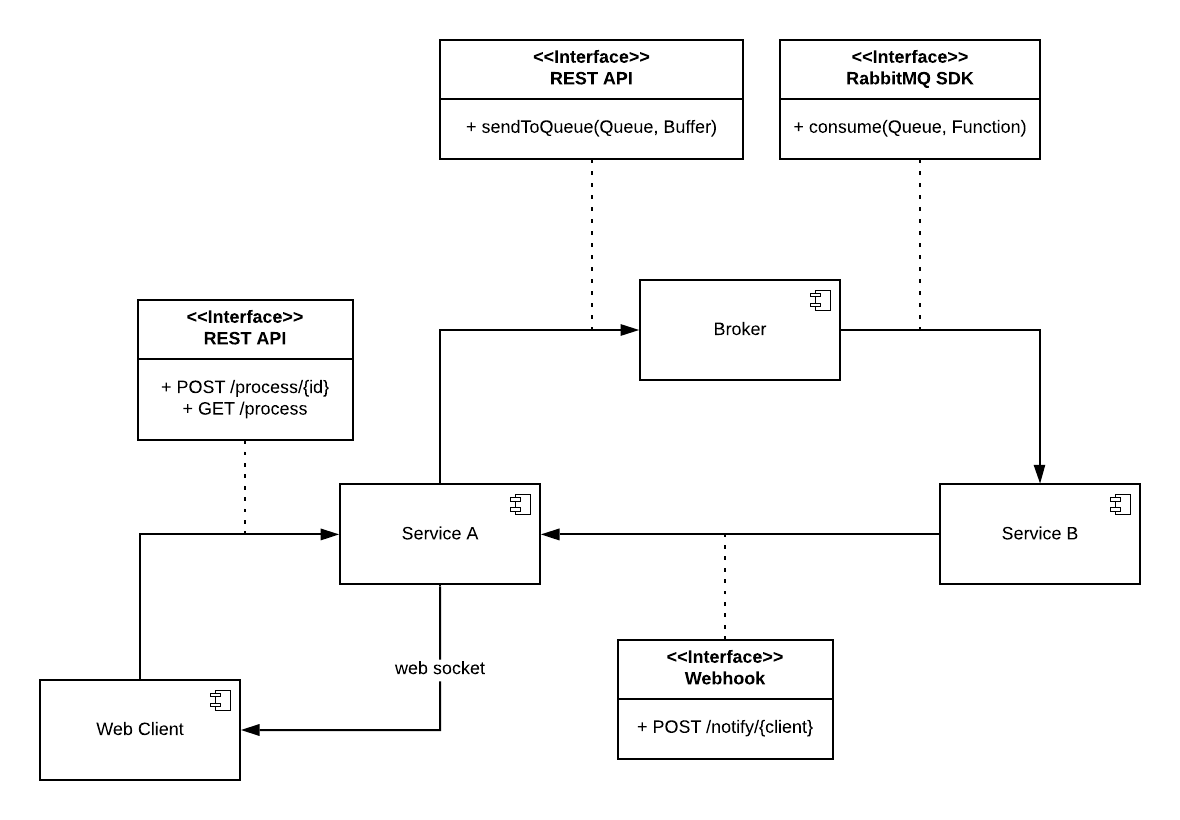 <<Interface>>
REST API
+ sendToQueue(Queue, Buffer)
<<Interface>>
RabbitMQ SDK
+ consume(Queue, Function)
Broker
<<Interface>>
REST API
+ POST /process/{id}
+ GET /process
Service A
Service B
web socket
<<Interface>>
Webhook
+ POST /notify/{client}
Web Client